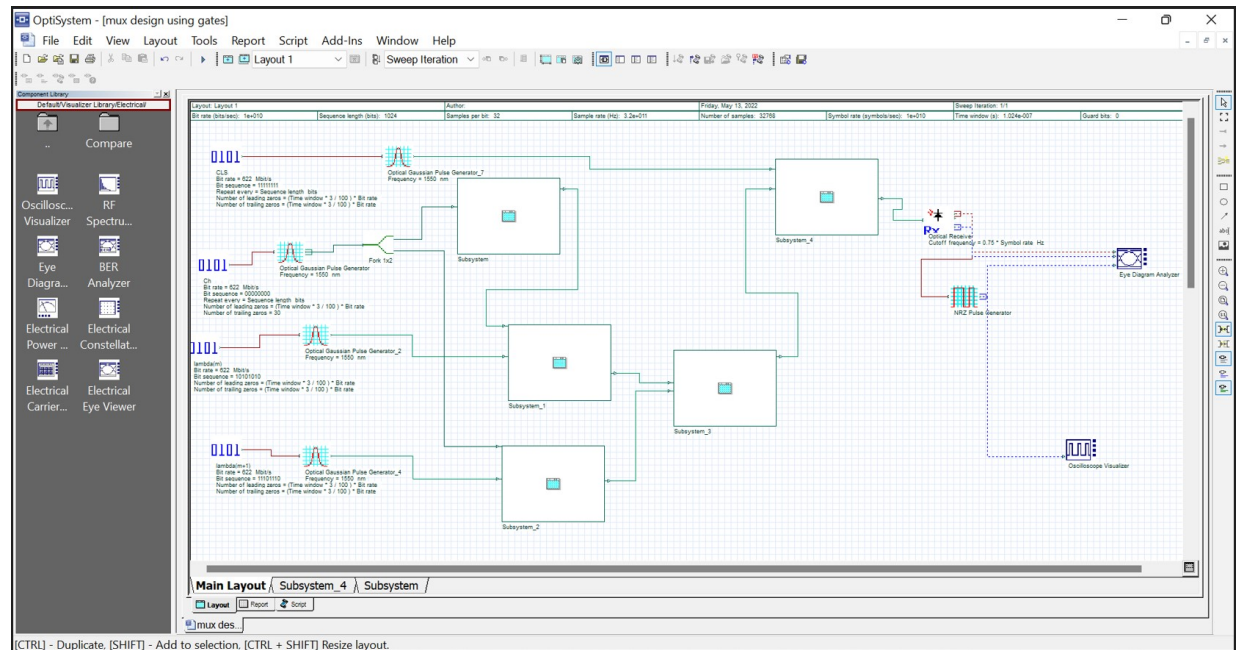 OptiSystem - [mux design using gates]
File Edit View Layout Tools Report Script Add-Ins Window Help
Layout 1
Sweep Iteration
Component Library
Default/Visualizer Library/Electrical/
..
Compare
Oscillosc... Visualizer
RF Spectru...
Eye Diagra...
BER Analyzer
Electrical Power ...
Electrical Constellat...
Electrical Carrier...
Electrical Eye Viewer
Layout: Layout 1
Author:
Friday, May 13, 2022
Sweep Iteration: 1/1
Bit rate (bits/sec): 1e+010
Sequence length (bits): 1024
Samples per bit: 32
Sample rate (Hz): 3.2e+011
Number of samples: 32768
Symbol rate (symbols/sec): 1e+010
Time window (s): 1.024e-007
Guard bits: 0
0101
CLS
Bit rate = 622 Mbit/s
Bit sequence = 11111111
Repeat every = Sequence length bits
Number of leading zeros = (Time window * 3 / 100 ) * Bit rate
Number of trailing zeros = (Time window * 3 / 100 ) * Bit rate
Optical Gaussian Pulse Generator_7
Frequency = 1550 nm
Subsystem
0101
Ch
Bit rate = 622 Mbit/s
Bit sequence = 00000000
Repeat every = Sequence length bits
Number of leading zeros = (Time window * 3 / 100 ) * Bit rate
Number of trailing zeros = 30
Optical Gaussian Pulse Generator
Frequency = 1550 nm
Fork 1x2
Subsystem_4
Optical Receive
Cutoff frequency = 0.75 * Symbol rate Hz
Eye Diagram Analyzer
NRZ Pulse Generator
lambda(m)
Bit rate = 622 Mbit/s
Bit sequence = 10101010
Number of leading zeros = (Time window * 3 / 100 ) * Bit rate
Number of trailing zeros = (Time window * 3 / 100 ) * Bit rate
Optical Gaussian Pulse Generator_2
Frequency = 1550 nm
Subsystem_1
Subsystem_3
0101
lambda(m+1)
Bit rate = 622 Mbit/s
Bit sequence = 11101110
Number of leading zeros = (Time window * 3 / 100 ) * Bit rate
Number of trailing zeros = (Time window * 3 / 100 ) * Bit rate
Optical Gaussian Pulse Generator_4
Frequency = 1550 nm
Subsystem_2
Oscilloscope Visualizer
Main Layout
Subsystem_4
Subsystem
Layout
Report
Script
mux des...
[CTRL] - Duplicate, [SHIFT] - Add to selection, [CTRL + SHIFT] Resize layout.